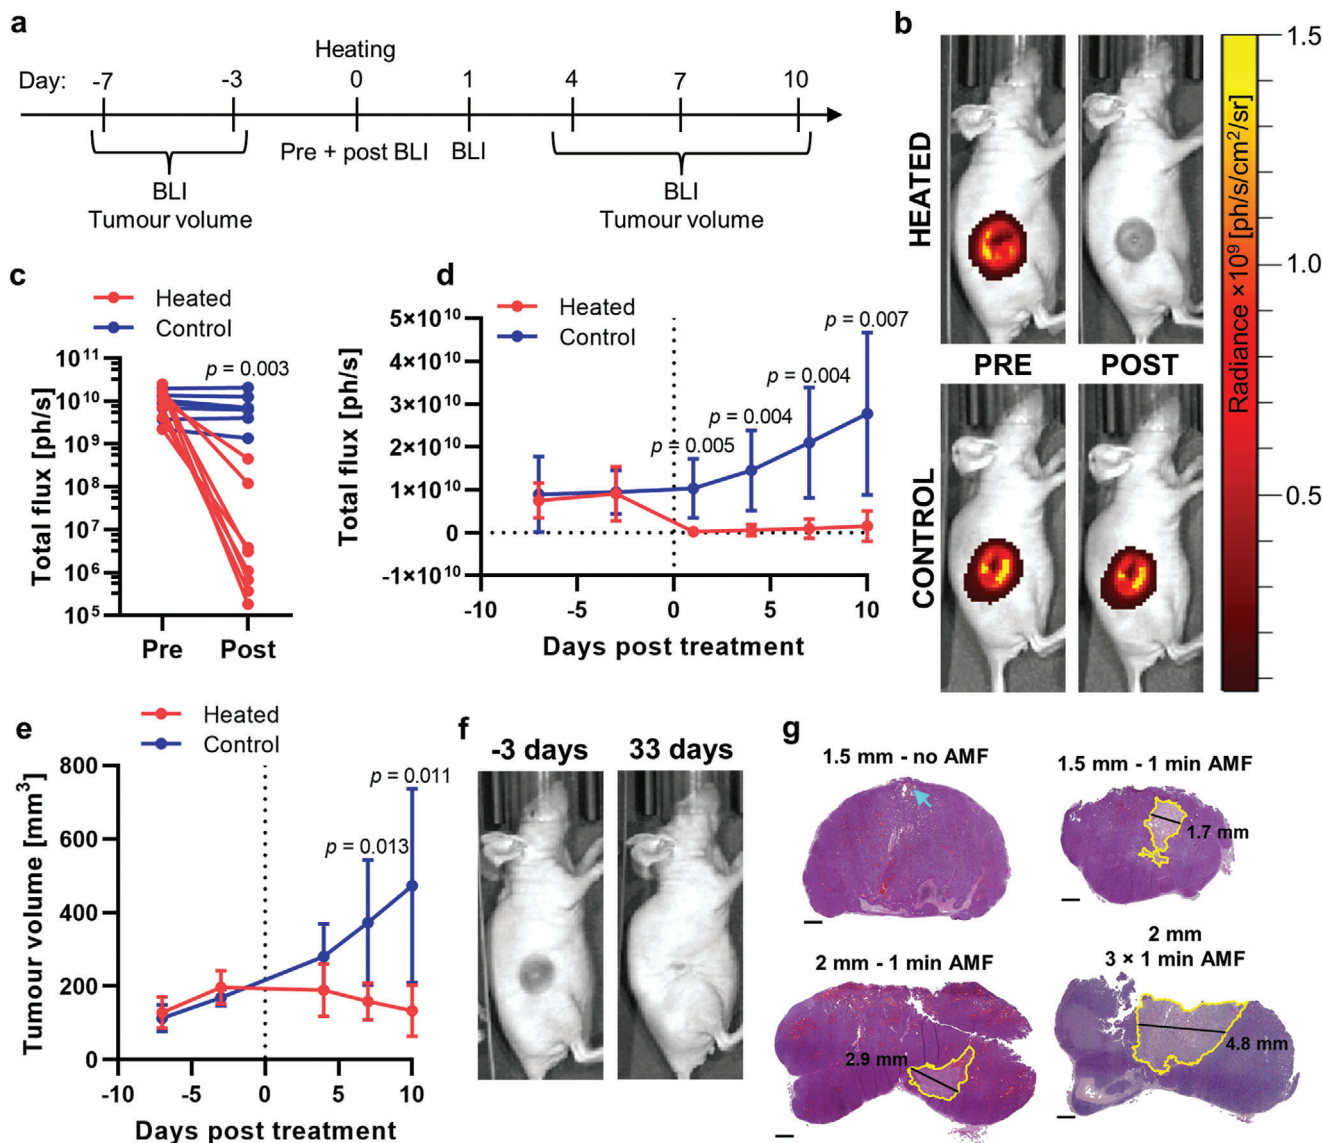 a
Heating
Day: -7 -3 0 1 4 7 10
Pre + post BLI BLI
BLI
Tumour volume
BLI
Tumour volume
b
HEATED
PRE POST
CONTROL
Radiance ×10⁹ [ph/s/cm²/sr]
1.5
1.0
0.5
c
Heated
Control
p = 0.003
Total flux [ph/s]
10¹¹
10¹⁰
10⁹
10⁸
10⁷
10⁶
10⁵
Pre Post
d
Heated
Control
p = 0.005
p = 0.004
p = 0.004
p = 0.007
Total flux [ph/s]
5×10¹⁰
4×10¹⁰
3×10¹⁰
2×10¹⁰
1×10¹⁰
0
-1×10¹⁰
-10 -5 0 5 10
Days post treatment
e
Heated
Control
p = 0.011
p = 0.013
Tumour volume [mm³]
800
600
400
200
0
-10 -5 0 5 10
Days post treatment
f
-3 days 33 days
g
1.5 mm - no AMF
1.5 mm - 1 min AMF
1.7 mm
2 mm - 1 min AMF
2.9 mm
2 mm
3 × 1 min AMF
4.8 mm